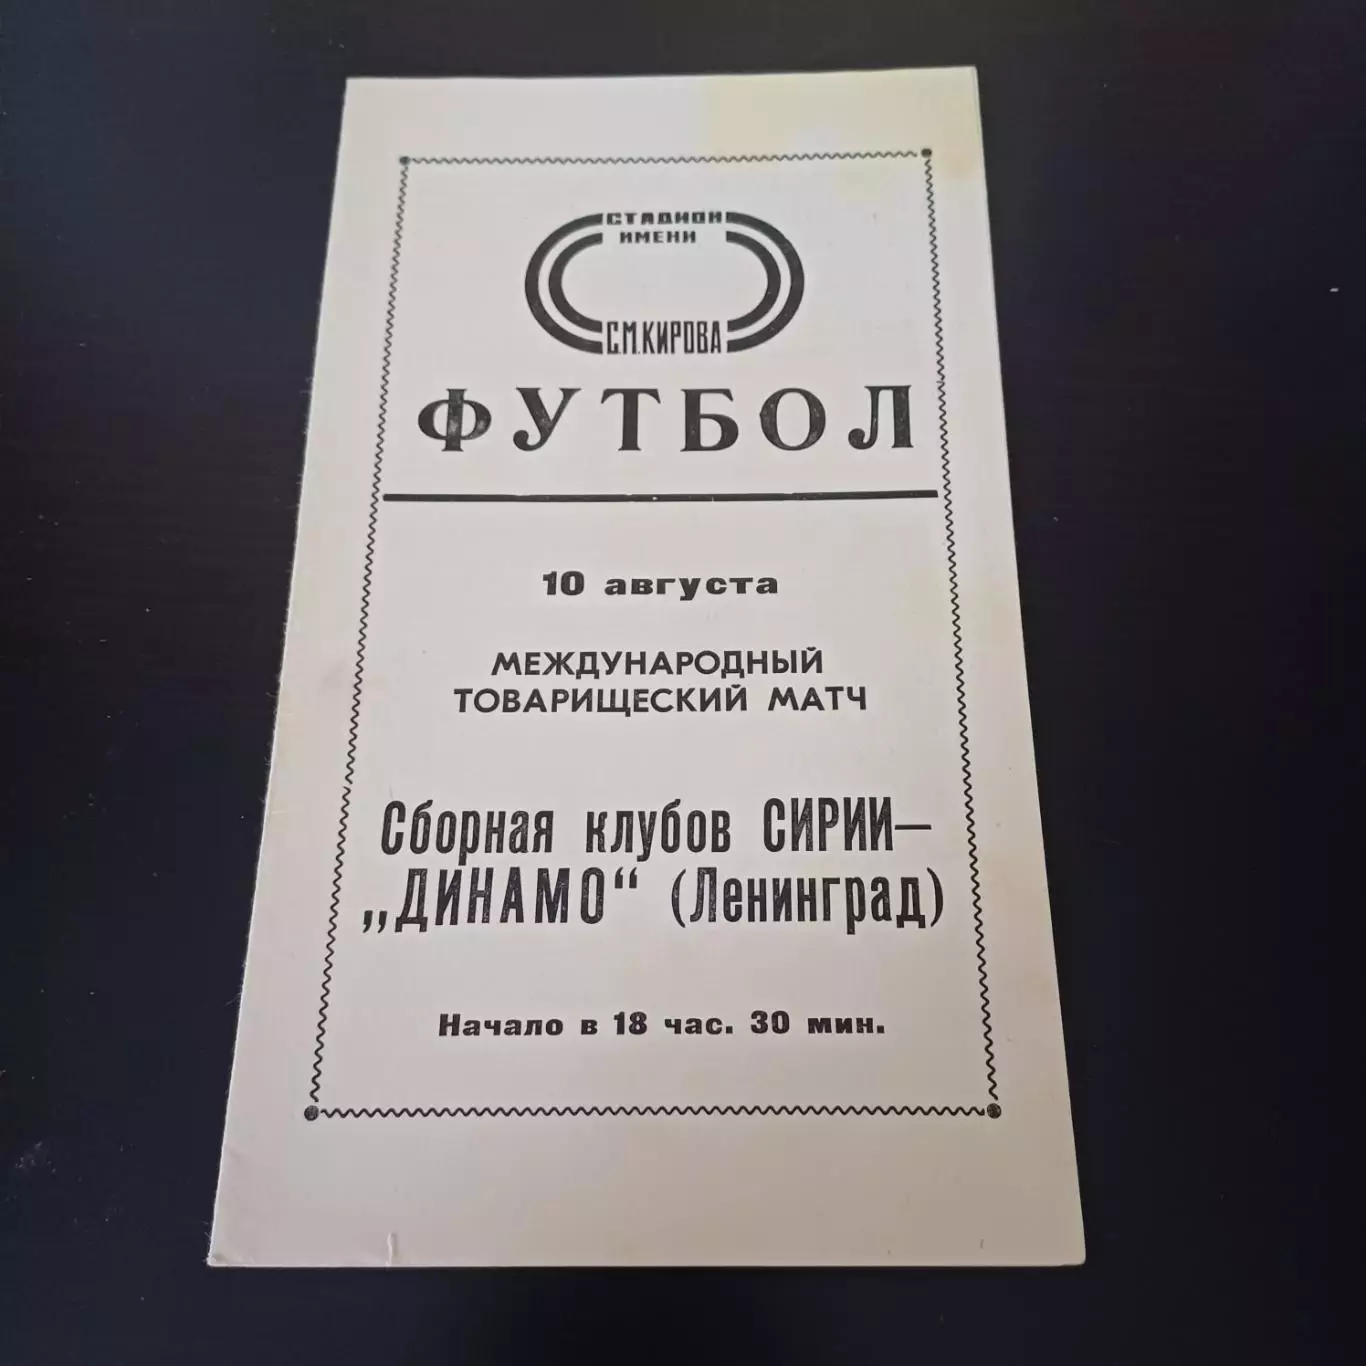 СТАДИОН
ИМЕНИ
С.М.КИРОВА
ФУТБОЛ
10 августа
МЕЖДУНАРОДНЫЙ
ТОВАРИЩЕСКИЙ МАТЧ
Сборная клубов СИРИИ—
„ДИНАМО“ (Ленинград)
Начало в 18 час. 30 мин.